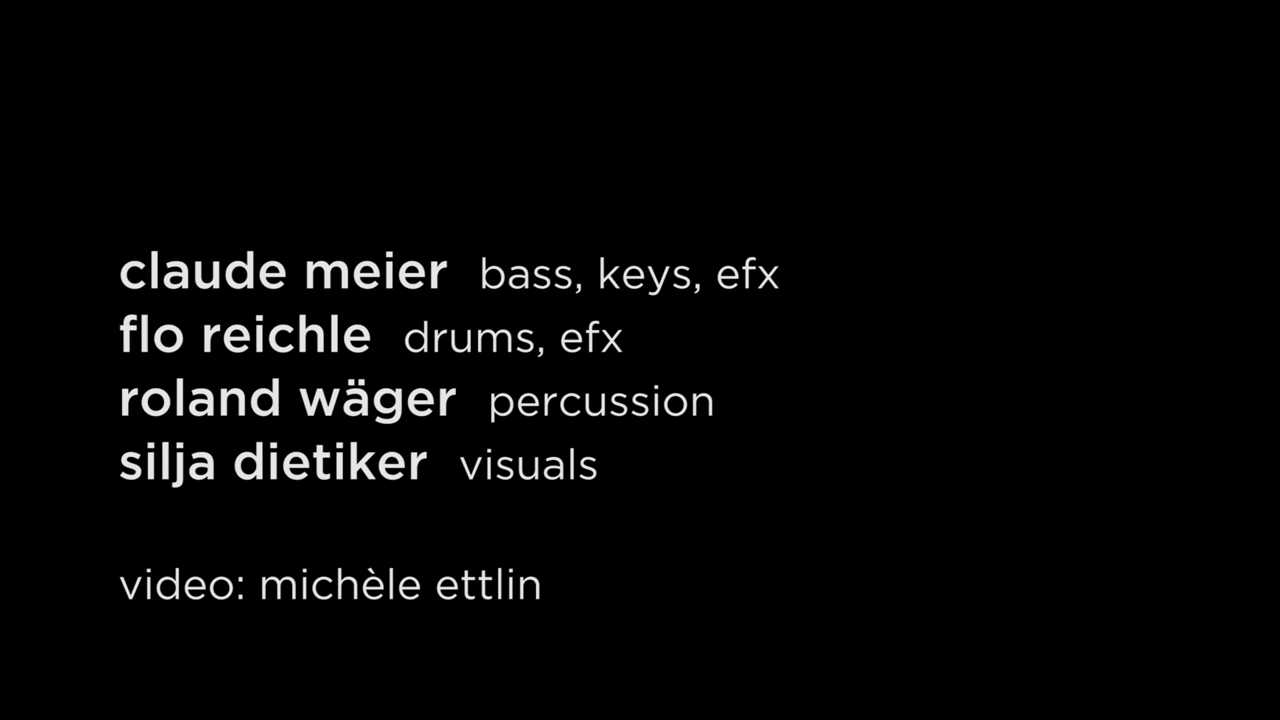 claude meier bass, keys, efx
flo reichle drums, efx
roland wäger percussion
silja dietiker visuals
video: michèle ettlin